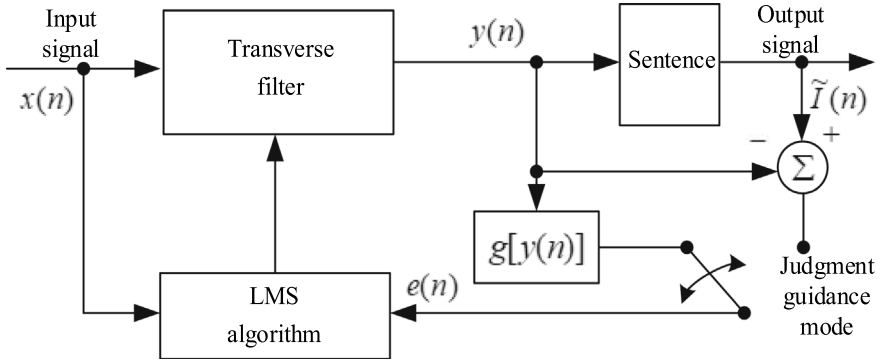 Input
signal
x(n)
Transverse
filter
y(n)
Sentence
Output
signal
Ĩ(n)
−
+
Σ
g[y(n)]
e(n)
LMS
algorithm
Judgment
guidance
mode